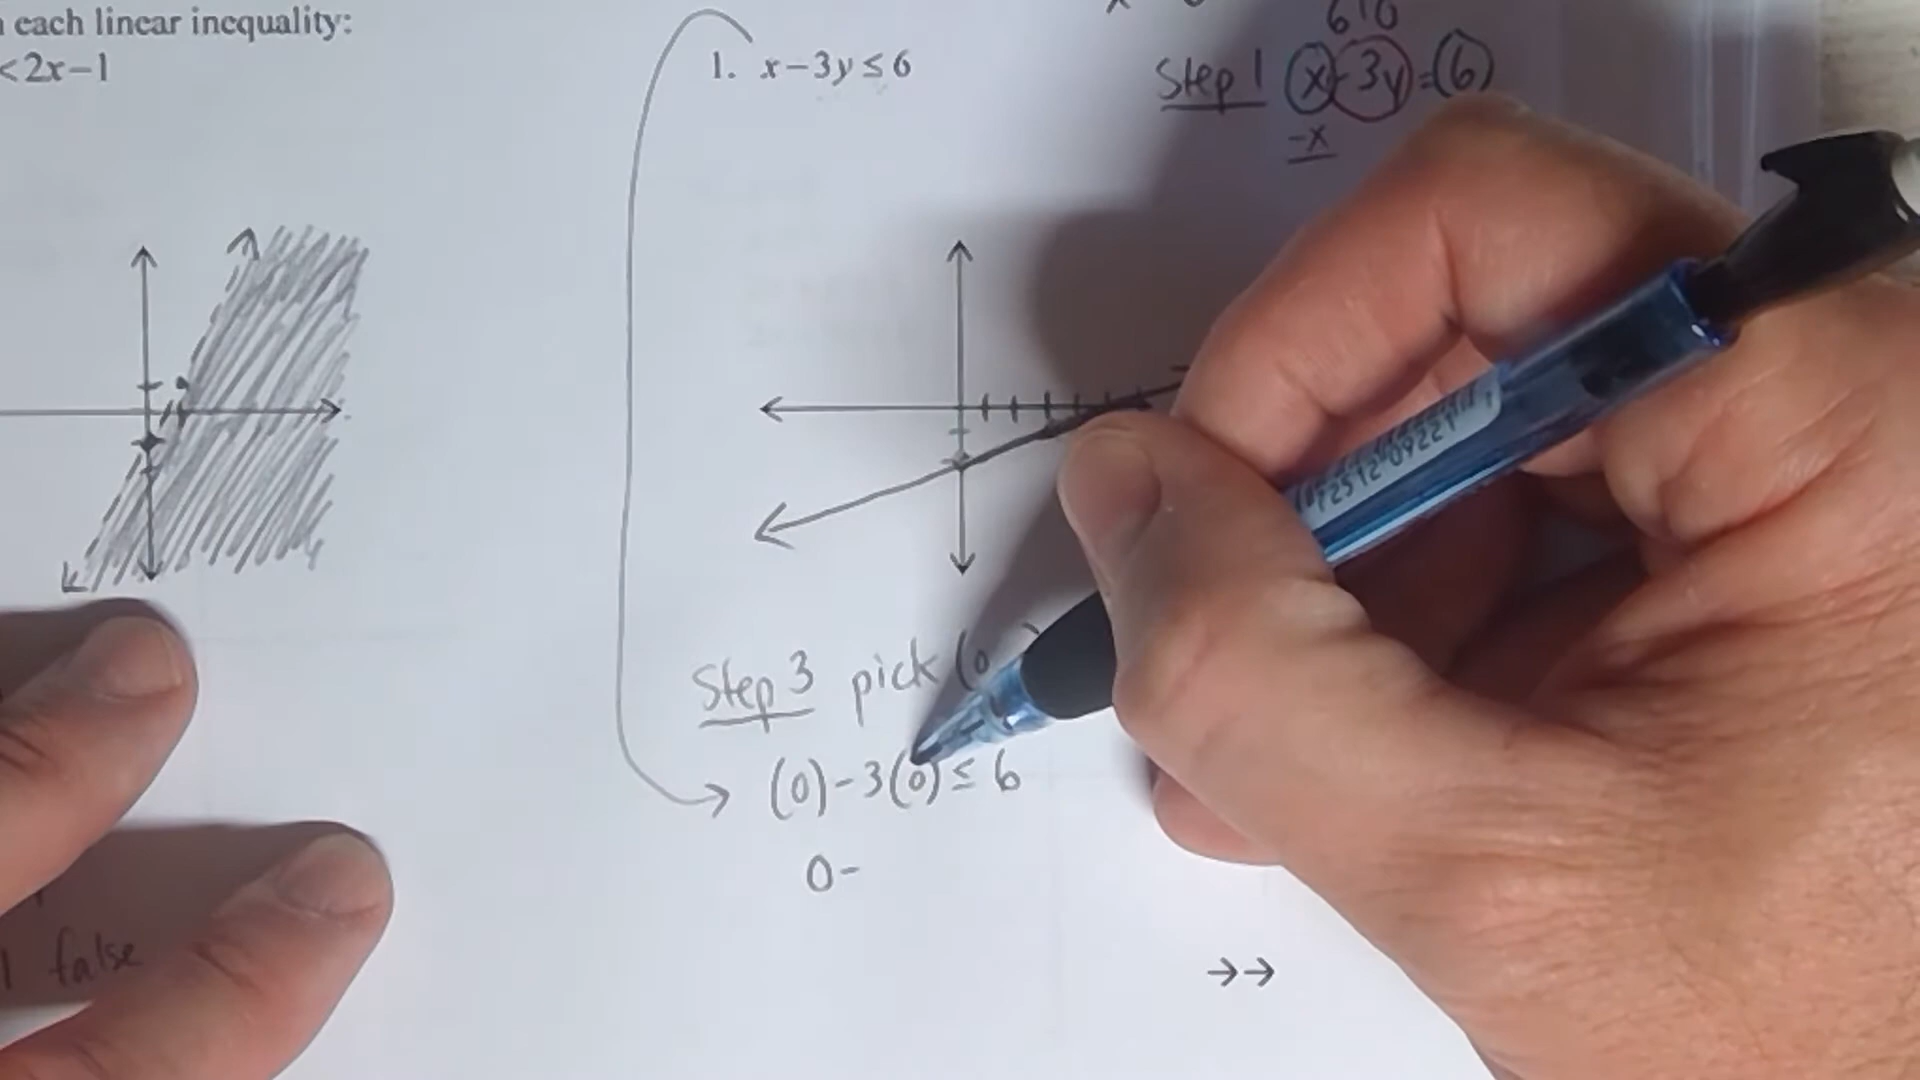 each linear inequality:
<2x−1
1. x−3y≤6
Step 1 x-3y=6
-x
Step 3 pick (0
(0)-3(0)≤6
0-
false
→→